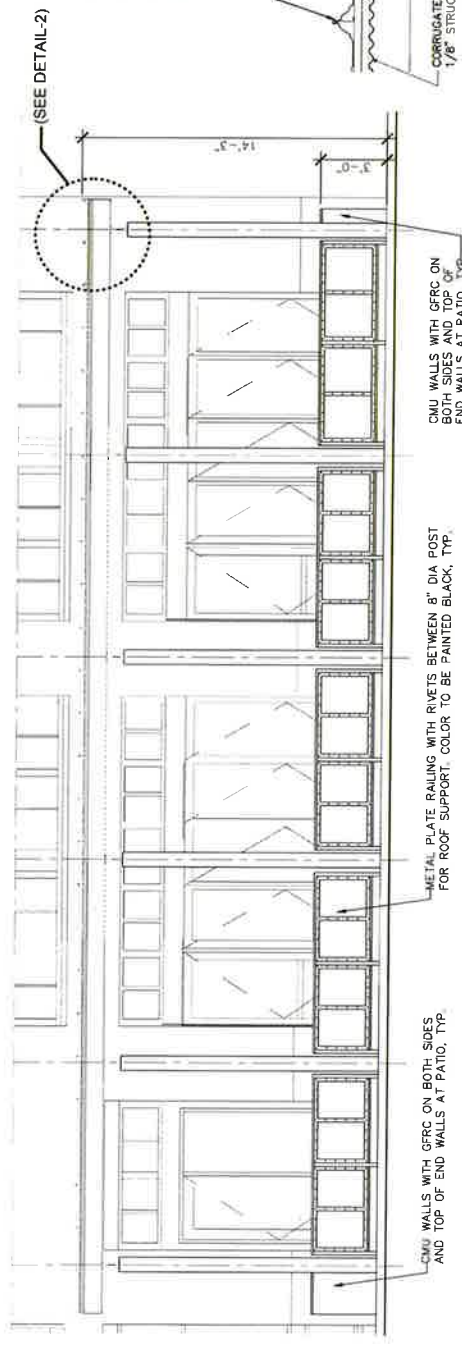 (SEE DETAIL-2)
14'-3"
3'-0"
CORRUGATE
1/8" STRUC
CMU WALLS WITH GFRC ON
BOTH SIDES AND TOP OF
END WALLS AT PATIO, TYP.
METAL PLATE RAILING WITH RIVETS BETWEEN 8" DIA POST
FOR ROOF SUPPORT. COLOR TO BE PAINTED BLACK, TYP.
CMU WALLS WITH GFRC ON BOTH SIDES
AND TOP OF END WALLS AT PATIO, TYP.